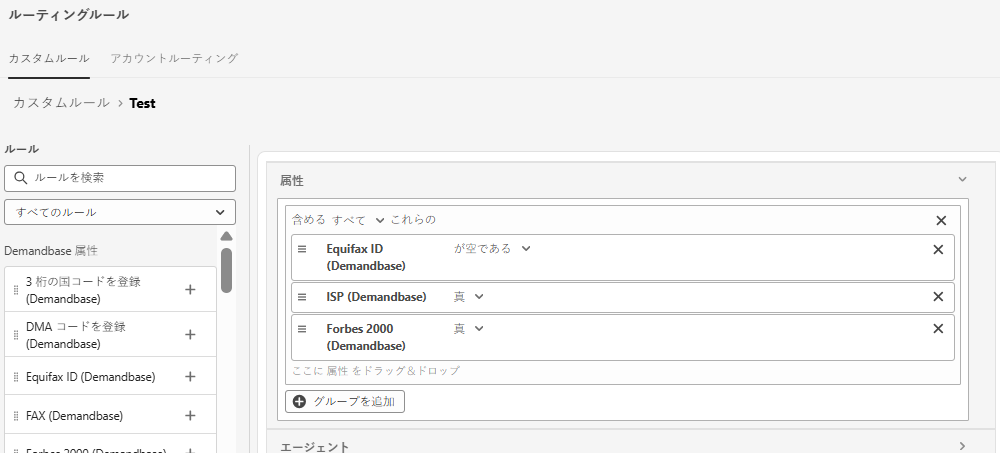 ルーティングルール
カスタムルール アカウントルーティング
カスタムルール > Test
ルール
ルールを検索
すべてのルール
Demandbase 属性
3 桁の国コードを登録
(Demandbase)
DMA コードを登録
(Demandbase)
Equifax ID (Demandbase)
FAX (Demandbase)
Forbes 2000 (Demandbase)
属性
含める すべて これらの
Equifax ID
(Demandbase)
が空である
ISP (Demandbase) 真
Forbes 2000
(Demandbase)
真
ここに 属性 をドラッグ＆ドロップ
グループを追加
エージェント